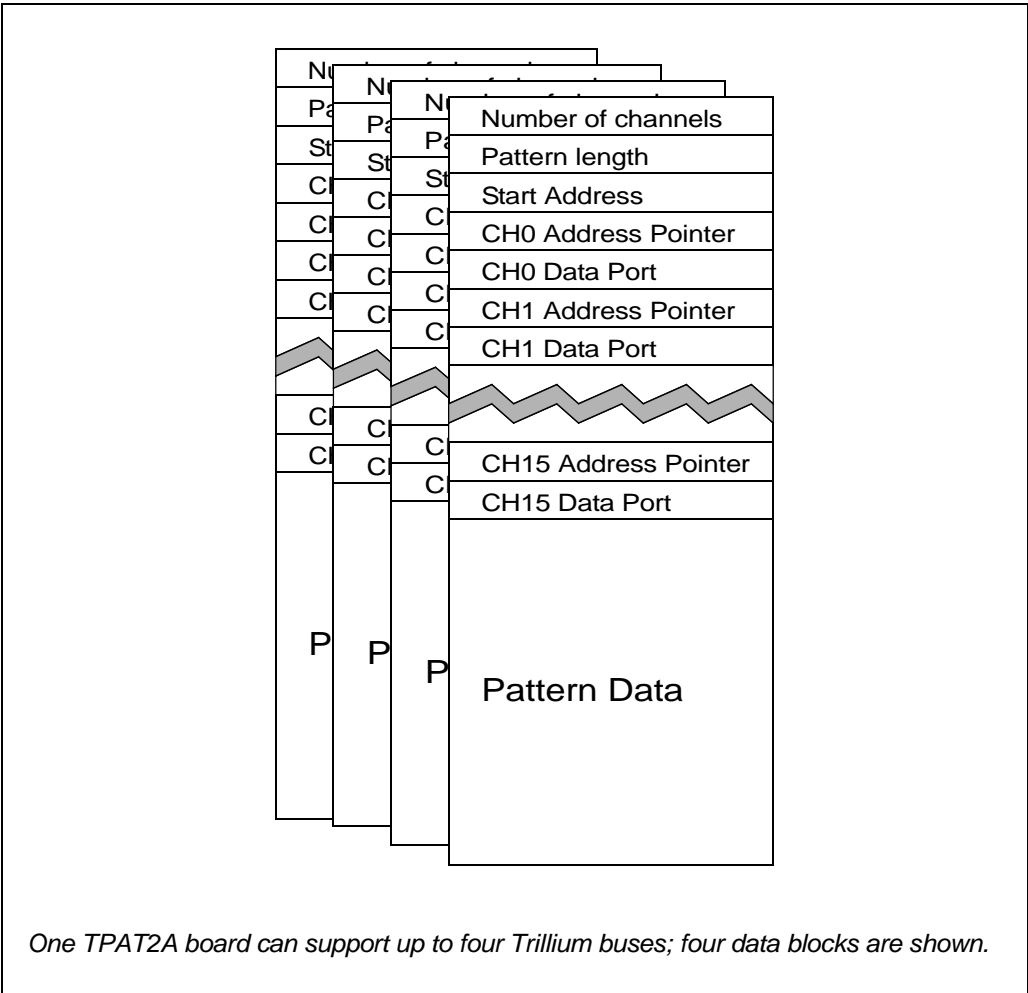 Number of channels
Pattern length
Start Address
CH0 Address Pointer
CH0 Data Port
CH1 Address Pointer
CH1 Data Port
CH15 Address Pointer
CH15 Data Port
Pattern Data
One TPAT2A board can support up to four Trillium buses; four data blocks are shown.